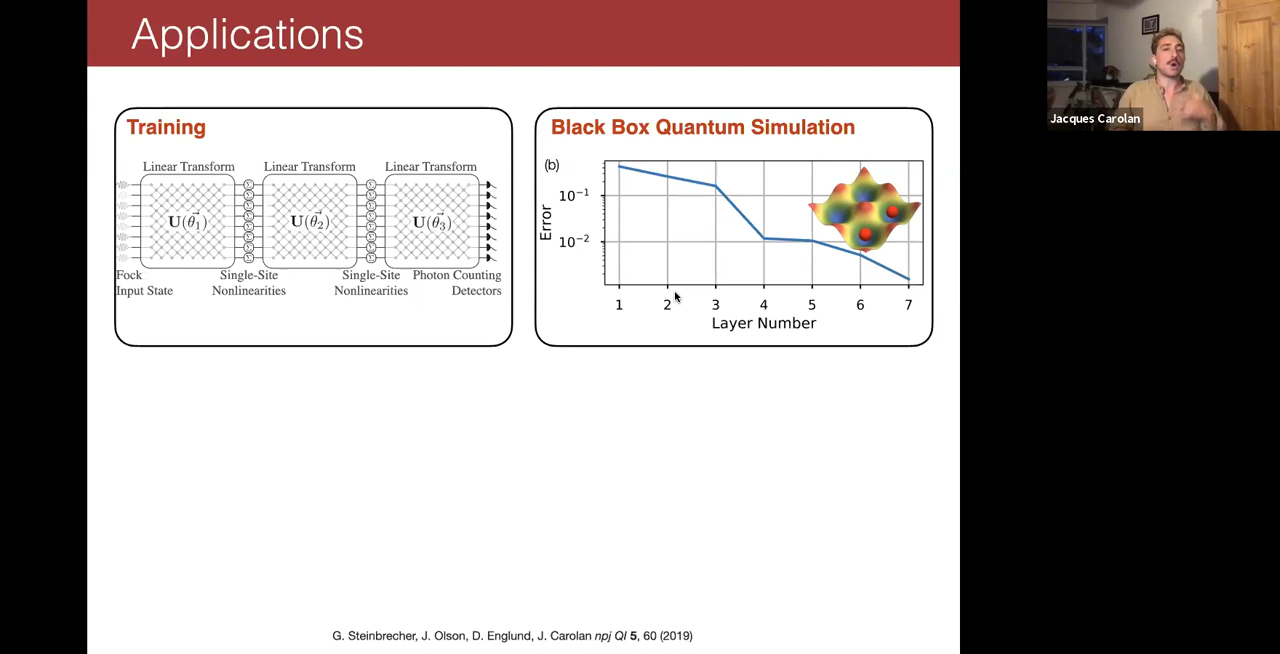 Applications
Jacques Carolan
Training
Linear Transform Linear Transform Linear Transform
U(θ⃗1) U(θ⃗2) U(θ⃗3)
Fock Single-Site Single-Site Photon Counting
Input State Nonlinearities Nonlinearities Detectors
Black Box Quantum Simulation
(b)
Error
10⁻¹
10⁻²
1 2 3 4 5 6 7
Layer Number
G. Steinbrecher, J. Olson, D. Englund, J. Carolan npj QI 5, 60 (2019)